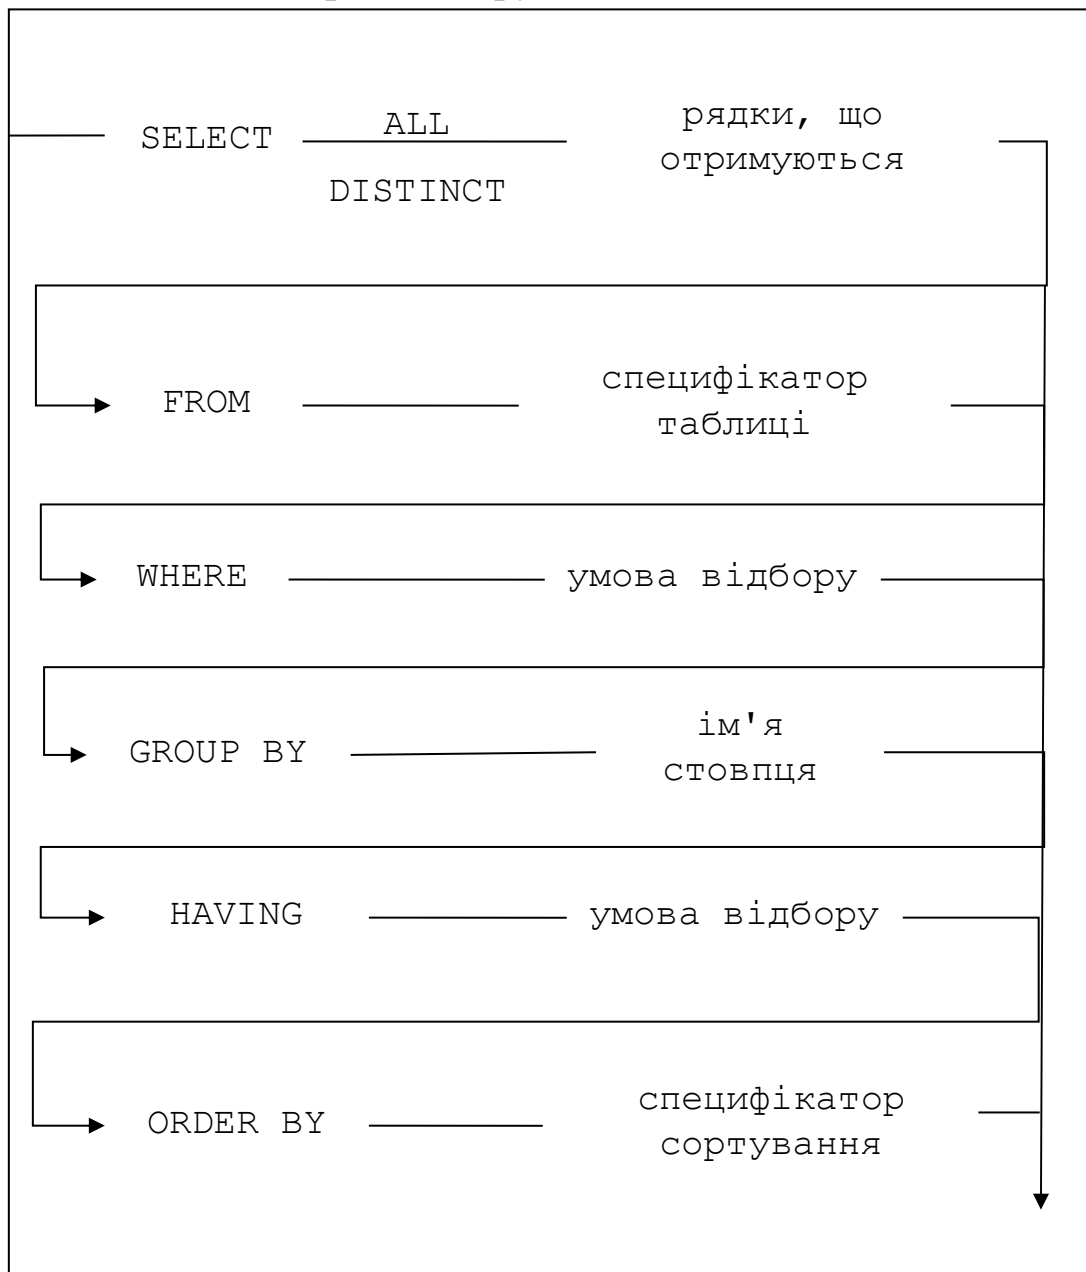 SELECT
ALL
DISTINCT
рядки, що
отримуються
FROM
специфікатор
таблиці
WHERE
умова відбору
GROUP BY
ім'я
стовпця
HAVING
умова відбору
ORDER BY
специфікатор
сортування